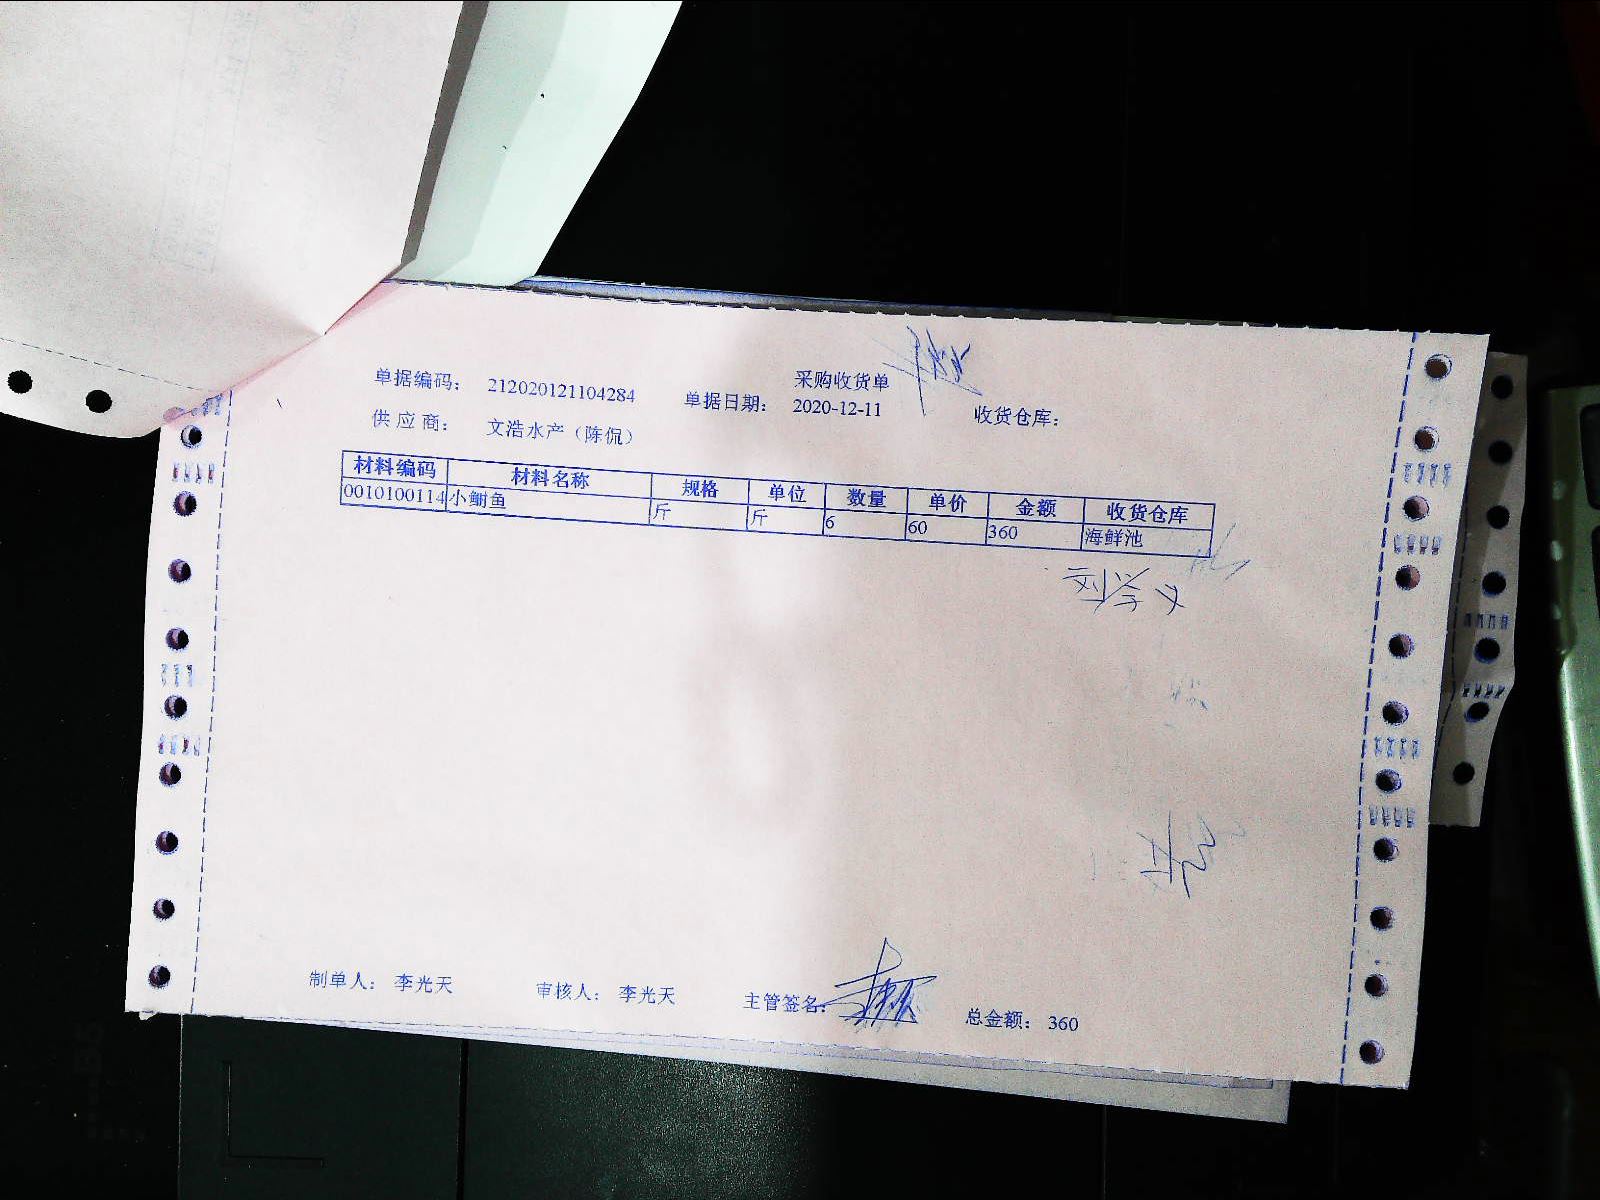 采购收货单
单据编码： 212020121104284 单据日期： 2020-12-11 收货仓库：
供应商： 文浩水产（陈侃）
材料编码 材料名称 规格 单位 数量 单价 金额 收货仓库
0010100114 小鲥鱼 斤 斤 6 60 360 海鲜池
制单人： 李光天 审核人： 李光天 主管签名： 总金额： 360